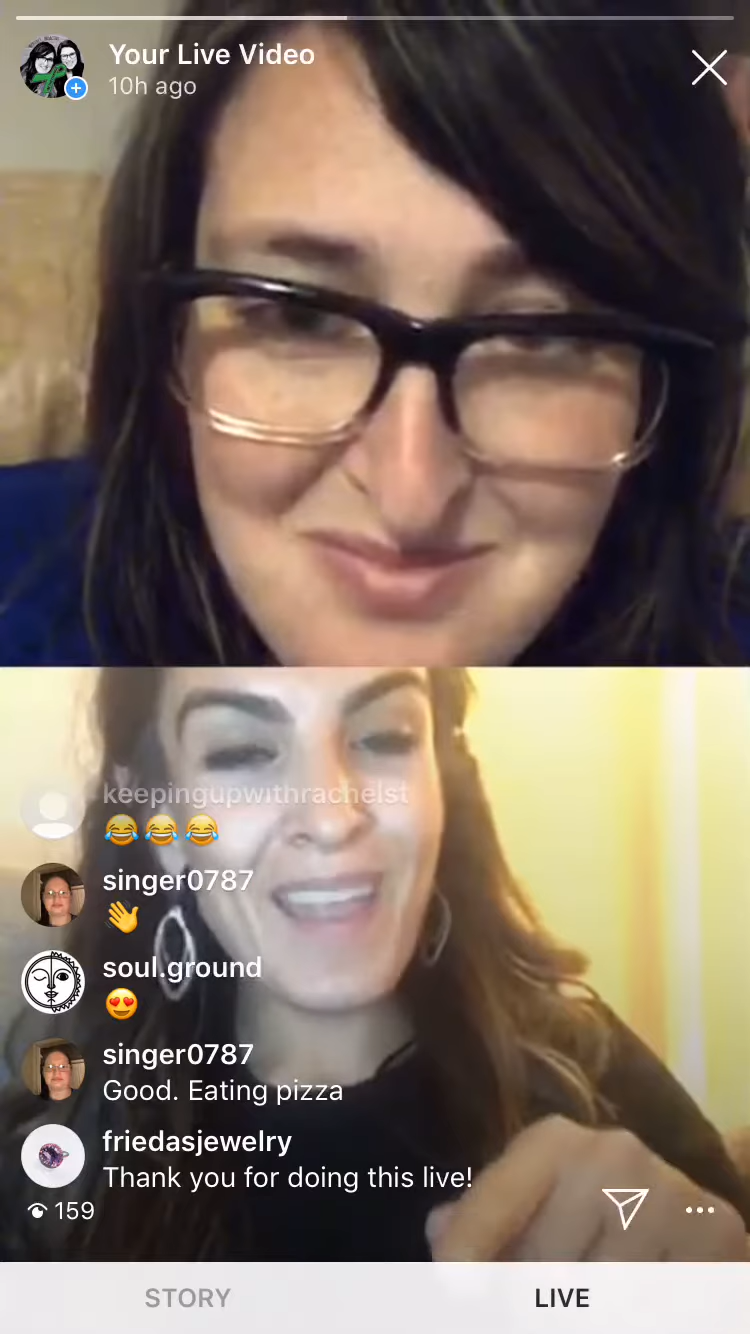 Your Live Video
10h ago
keepingupwithrachelst
😂😂😂
singer0787
👋
soul.ground
😍
singer0787
Good. Eating pizza
friedasjewelry
Thank you for doing this live!
159
STORY
LIVE